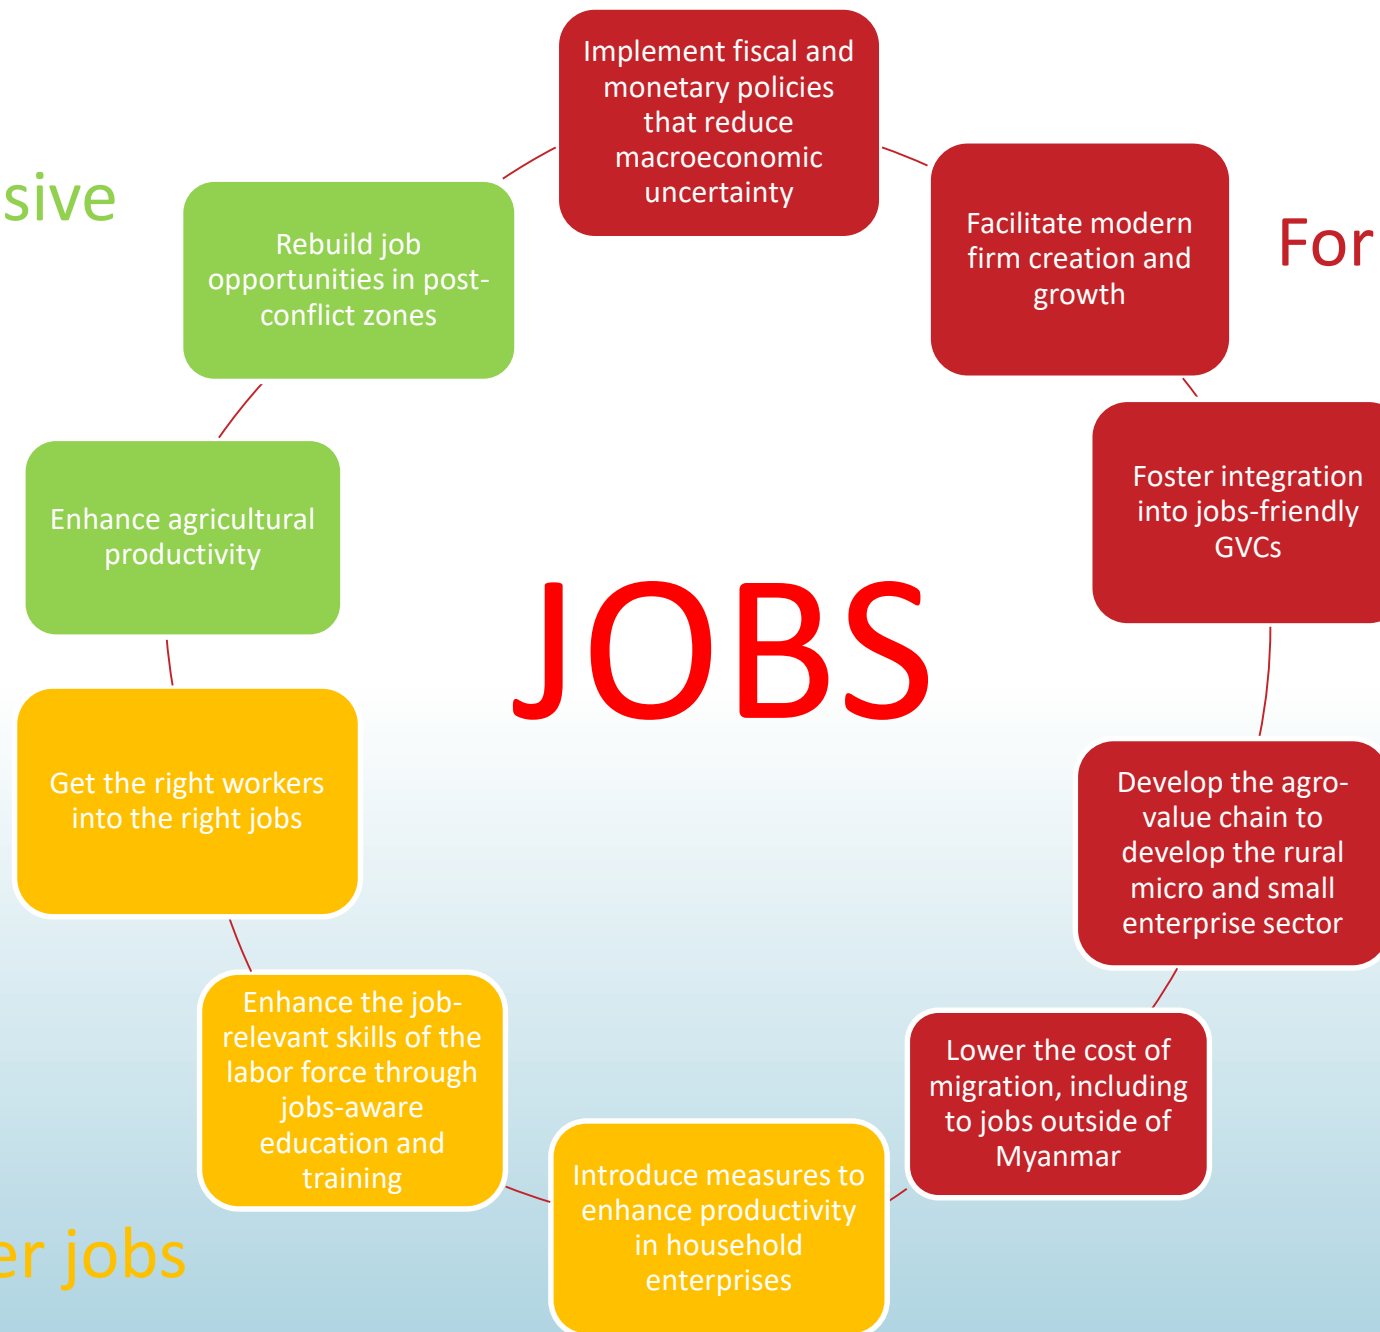 Implement fiscal and
monetary policies
that reduce
macroeconomic
uncertainty
Facilitate modern
firm creation and
growth
For
Foster integration
into jobs-friendly
GVCs
Develop the agro-
value chain to
develop the rural
micro and small
enterprise sector
Lower the cost of
migration, including
to jobs outside of
Myanmar
Introduce measures to
enhance productivity
in household
enterprises
Enhance the job-
relevant skills of the
labor force through
jobs-aware
education and
training
er jobs
Get the right workers
into the right jobs
Enhance agricultural
productivity
Rebuild job
opportunities in post-
conflict zones
sive
JOBS